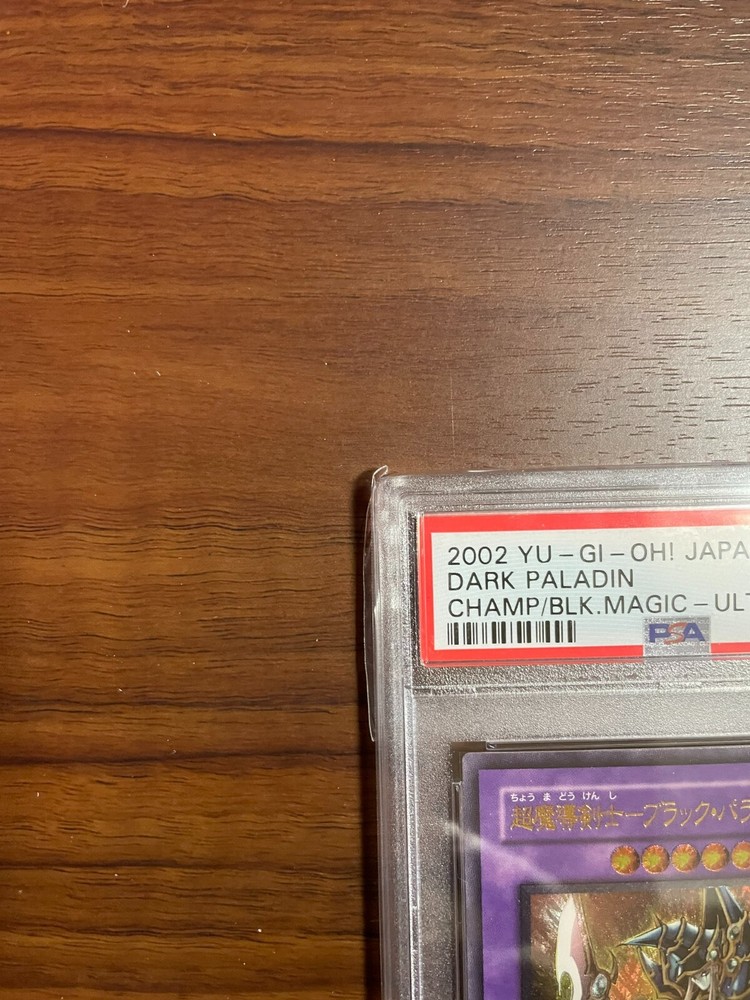 2002 YU-GI-OH! JAPA
DARK PALADIN
CHAMP/BLK.MAGIC-ULT
PSA
ちょう ま どう けん し
超魔導剣士－ブラック・パラ